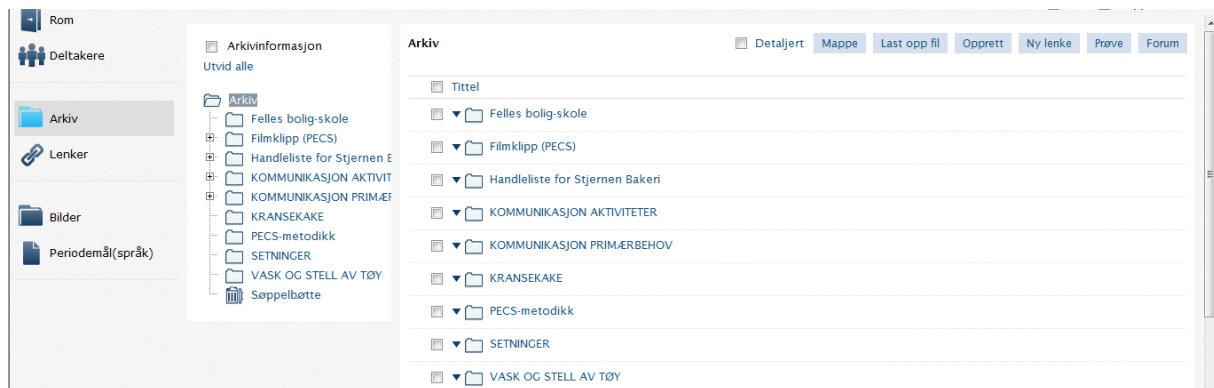 Rom
Deltakere
Arkiv
Lenker
Bilder
Periodemål(språk)
Arkivinformasjon
Utvid alle
Arkiv
Felles bolig-skole
Filmklipp (PECS)
Handleliste for Stjernen B
KOMMUNIKASJON AKTIVIT
KOMMUNIKASJON PRIMÆR
KRANSEKAKE
PECS-metodikk
SETNINGER
VASK OG STELL AV TØY
Søppelbøtte
Arkiv
Detaljert Mappe Last opp fil Opprett Ny lenke Prøve Forum
Tittel
Felles bolig-skole
Filmklipp (PECS)
Handleliste for Stjernen Bakeri
KOMMUNIKASJON AKTIVITETER
KOMMUNIKASJON PRIMÆRBEHOV
KRANSEKAKE
PECS-metodikk
SETNINGER
VASK OG STELL AV TØY